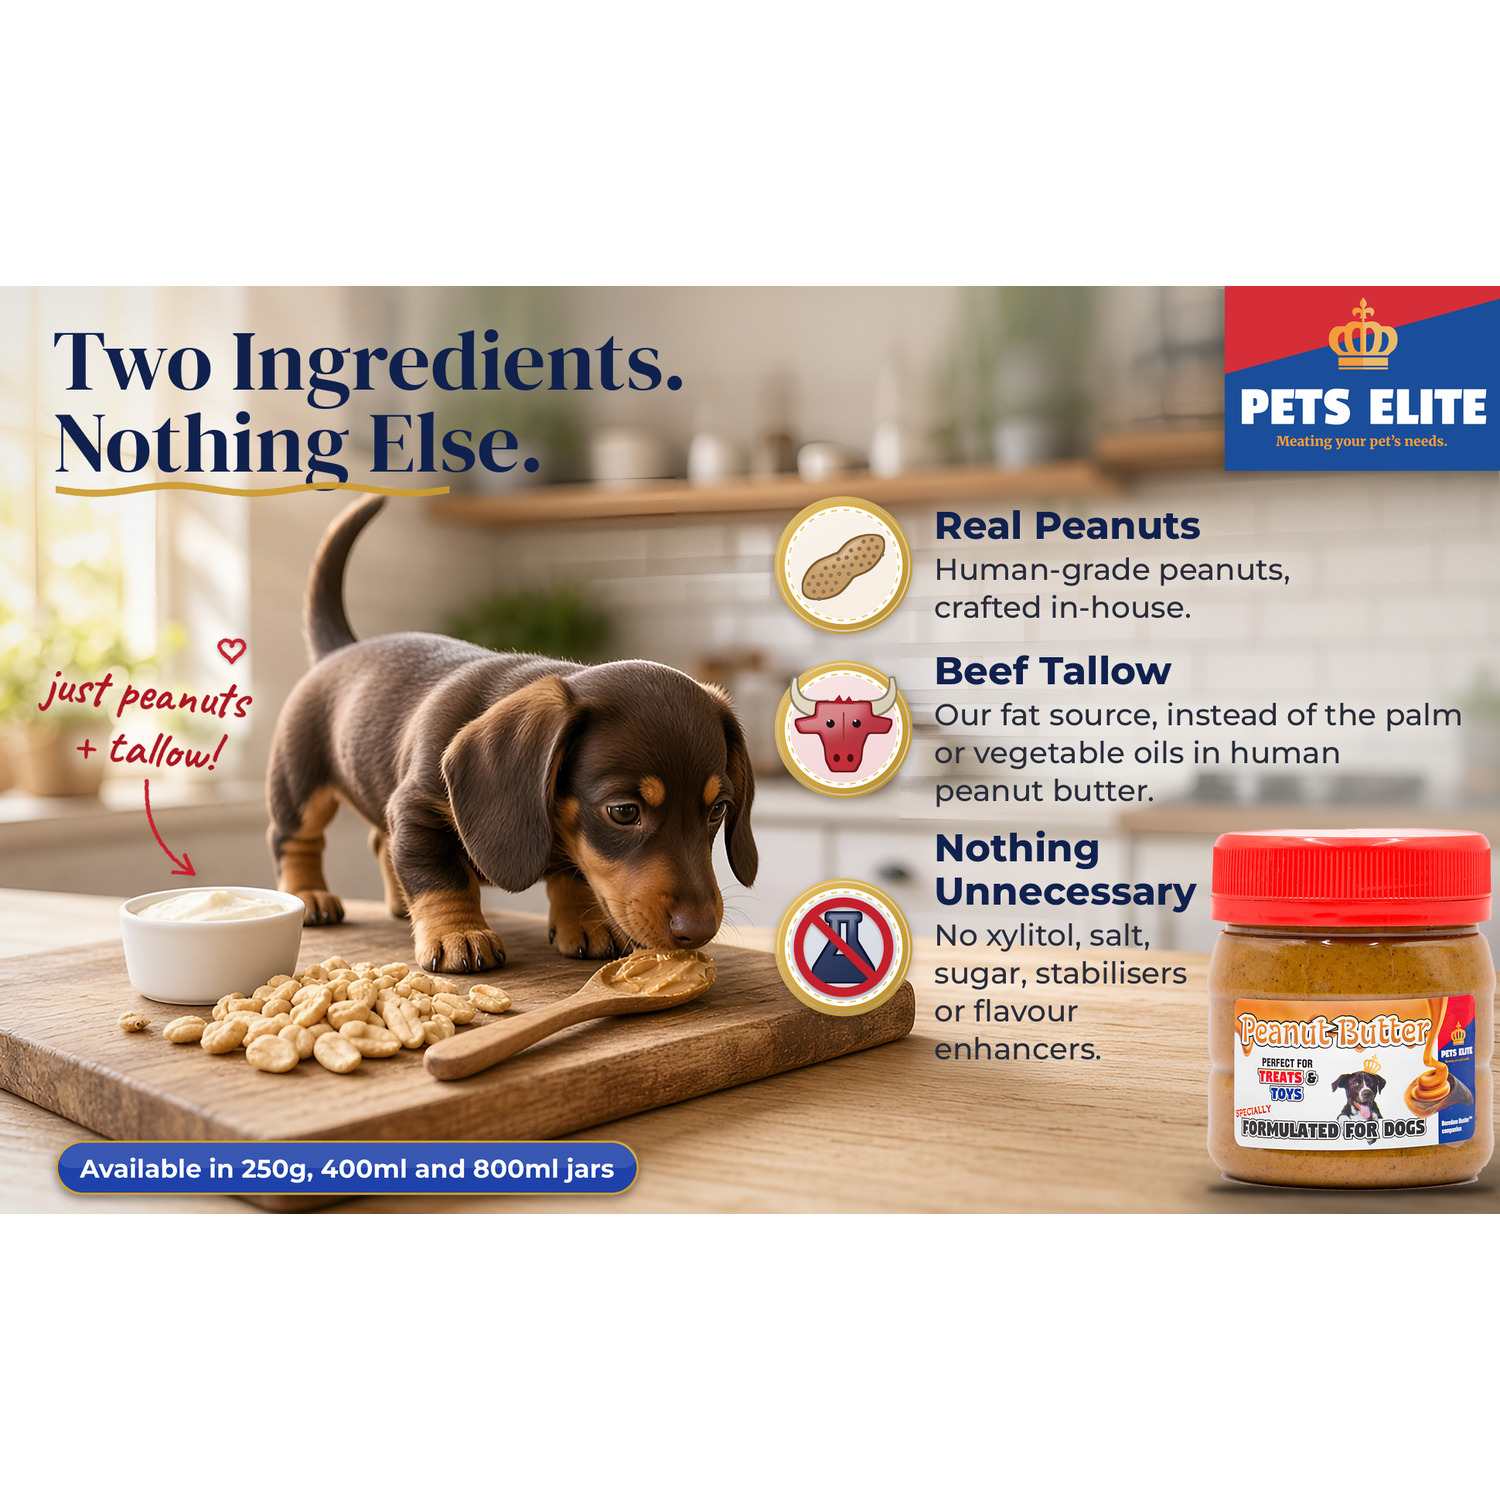 Two Ingredients.
Nothing Else.
PETS ELITE
Meating your pet's needs.
just peanuts
+ tallow!
Real Peanuts
Human-grade peanuts,
crafted in-house.
Beef Tallow
Our fat source, instead of the palm
or vegetable oils in human
peanut butter.
Nothing
Unnecessary
No xylitol, salt,
sugar, stabilisers
or flavour
enhancers.
Peanut Butter
PERFECT FOR
TREATS &
TOYS
SPECIALLY
FORMULATED FOR DOGS
PETS ELITE
Available in 250g, 400ml and 800ml jars